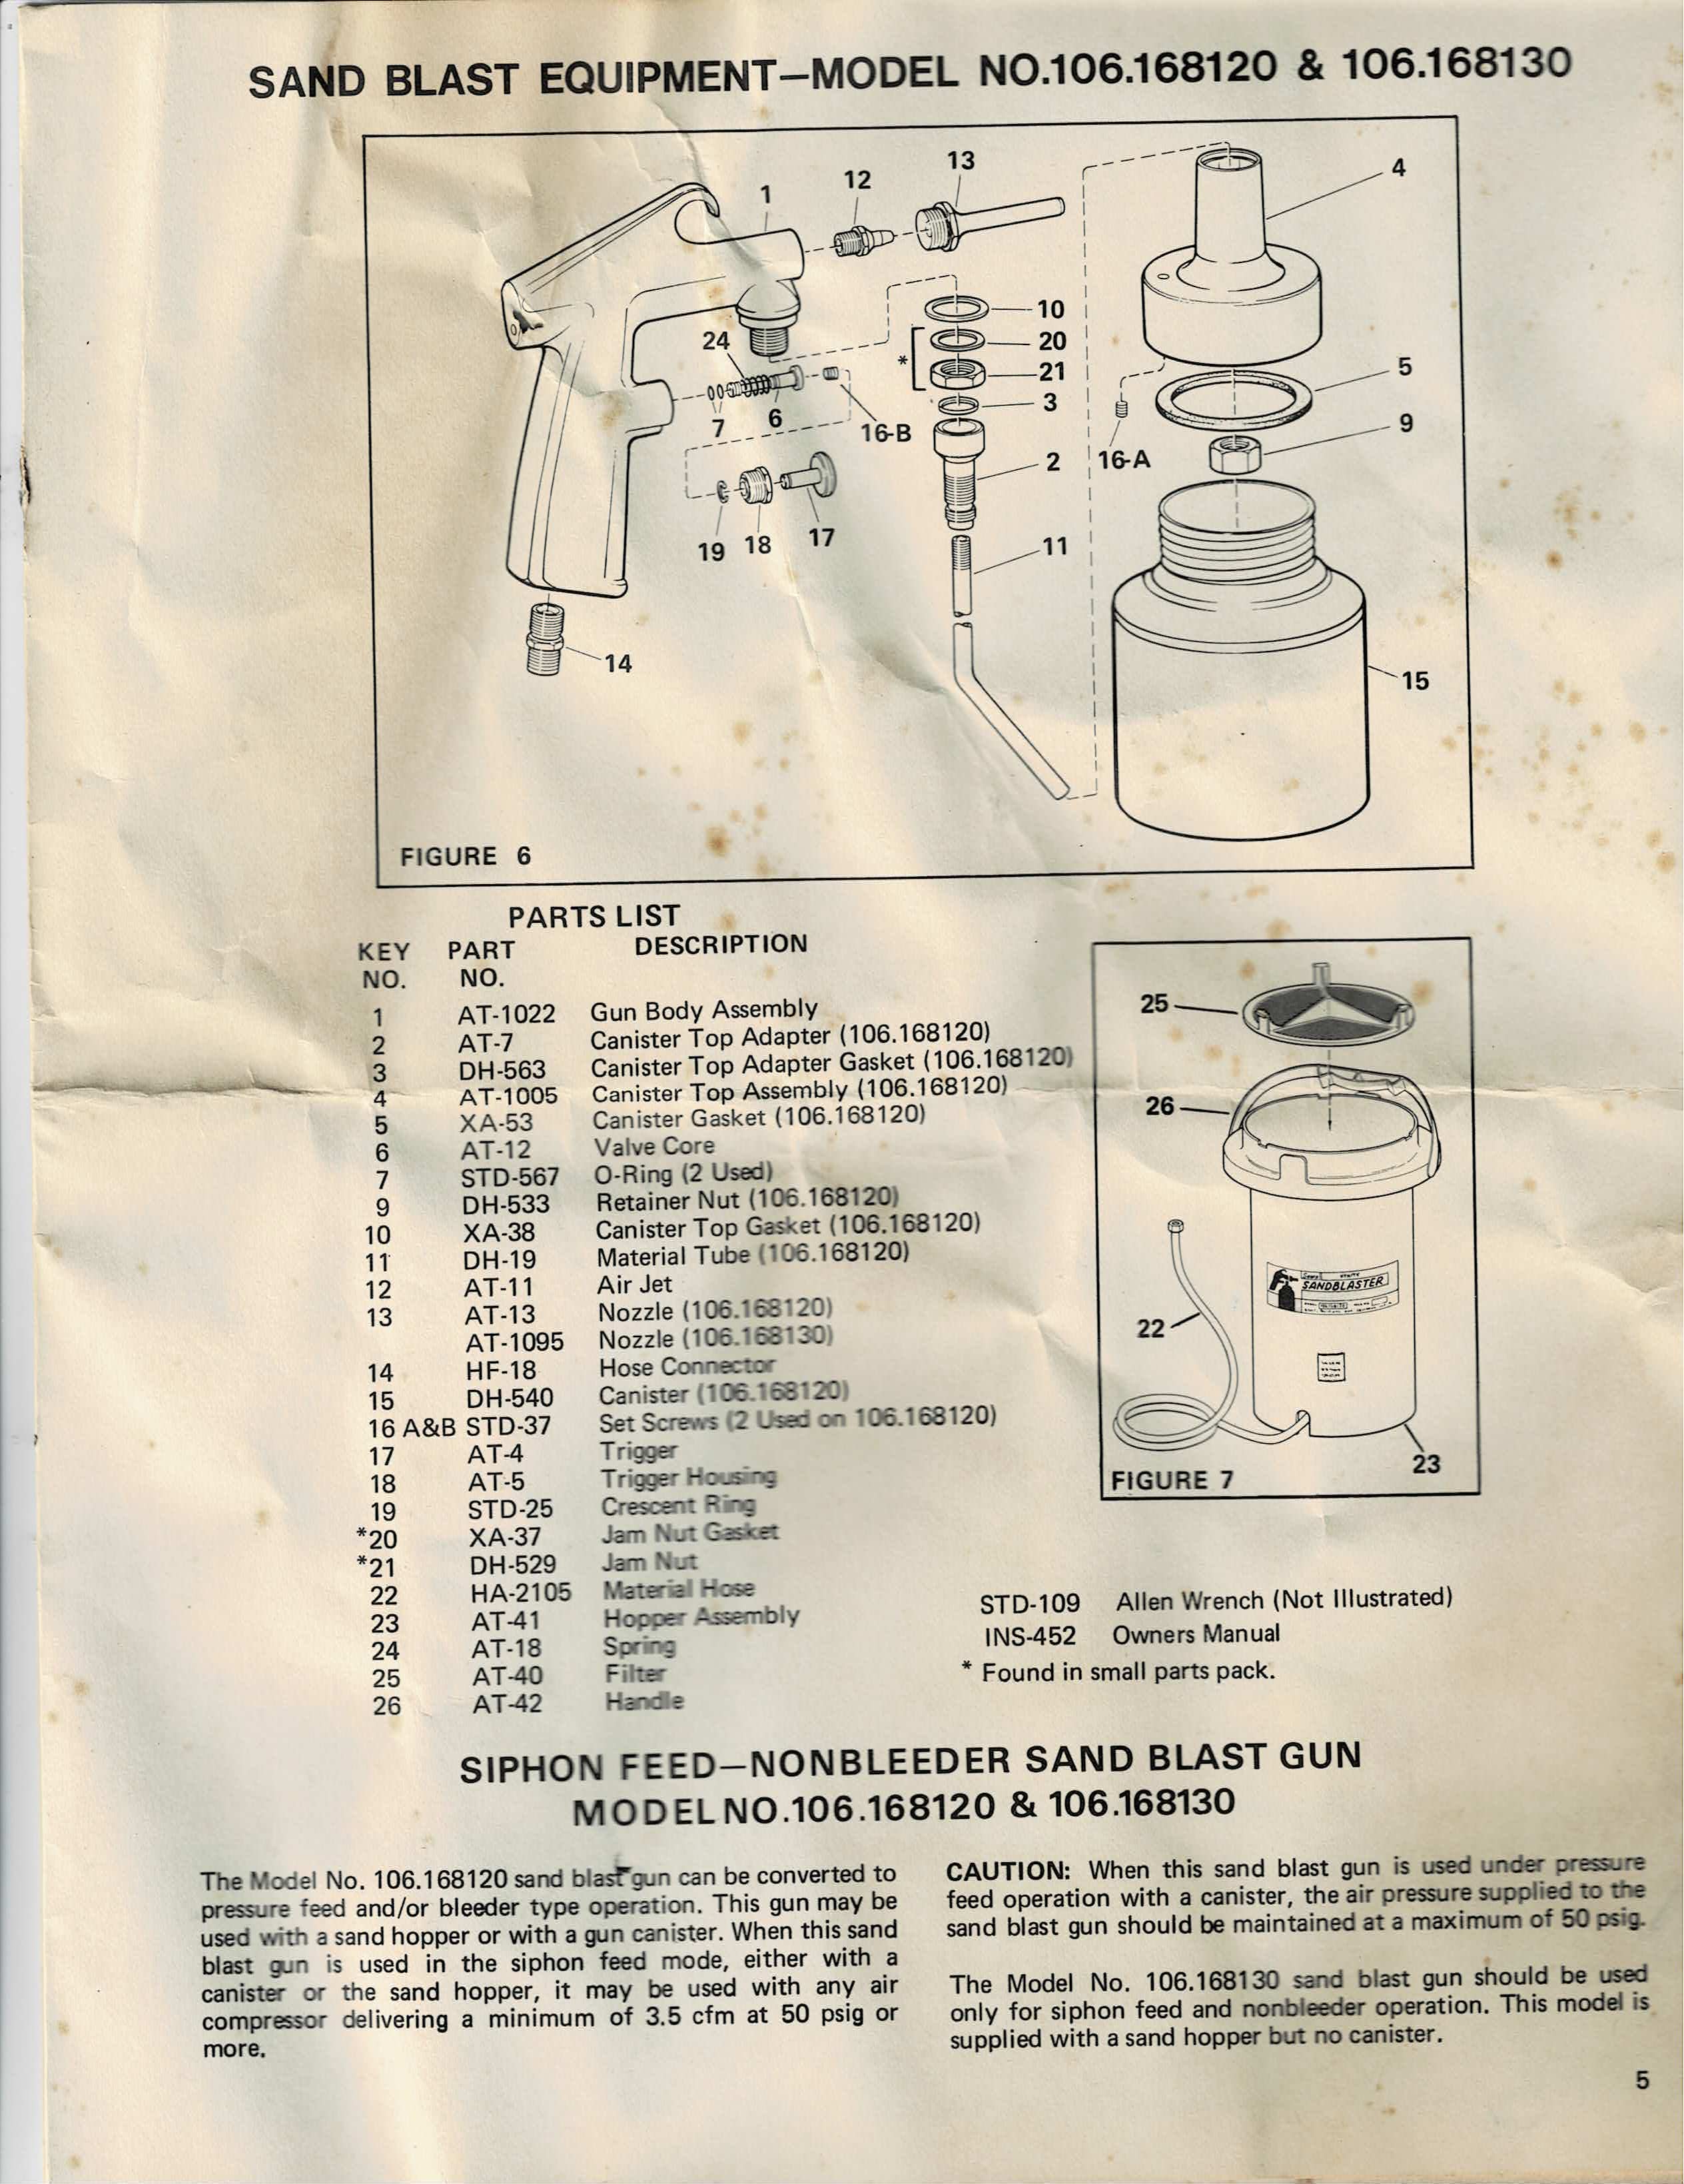 SAND BLAST EQUIPMENT—MODEL NO.106.168120 & 106.168130
1
12
13
4
10
20
*
21
3
24
7
6
16-B
2
16-A
5
9
19
18
17
11
14
15
FIGURE 6
PARTS LIST
KEY NO. PART NO. DESCRIPTION
1 AT-1022 Gun Body Assembly
2 AT-7 Canister Top Adapter (106.168120)
3 DH-563 Canister Top Adapter Gasket (106.168120)
4 AT-1005 Canister Top Assembly (106.168120)
5 XA-53 Canister Gasket (106.168120)
6 AT-12 Valve Core
7 STD-567 O-Ring (2 Used)
9 DH-533 Retainer Nut (106.168120)
10 XA-38 Canister Top Gasket (106.168120)
11 DH-19 Material Tube (106.168120)
12 AT-11 Air Jet
13 AT-13 Nozzle (106.168120)
AT-1095 Nozzle (106.168130)
14 HF-18 Hose Connector
15 DH-540 Canister (106.168120)
16 A&B STD-37 Set Screws (2 Used on 106.168120)
17 AT-4 Trigger
18 AT-5 Trigger Housing
19 STD-25 Crescent Ring
*20 XA-37 Jam Nut Gasket
*21 DH-529 Jam Nut
22 HA-2105 Material Hose
23 AT-41 Hopper Assembly
24 AT-18 Spring
25 AT-40 Filter
26 AT-42 Handle
25
26
SANDBLASTER
22
23
FIGURE 7
STD-109 Allen Wrench (Not Illustrated)
INS-452 Owners Manual
* Found in small parts pack.
SIPHON FEED—NONBLEEDER SAND BLAST GUN
MODEL NO.106.168120 & 106.168130
The Model No. 106.168120 sand blast gun can be converted to
pressure feed and/or bleeder type operation. This gun may be
used with a sand hopper or with a gun canister. When this sand
blast gun is used in the siphon feed mode, either with a
canister or the sand hopper, it may be used with any air
compressor delivering a minimum of 3.5 cfm at 50 psig or
more.
CAUTION: When this sand blast gun is used under pressure
feed operation with a canister, the air pressure supplied to the
sand blast gun should be maintained at a maximum of 50 psig.
The Model No. 106.168130 sand blast gun should be used
only for siphon feed and nonbleeder operation. This model is
supplied with a sand hopper but no canister.
5